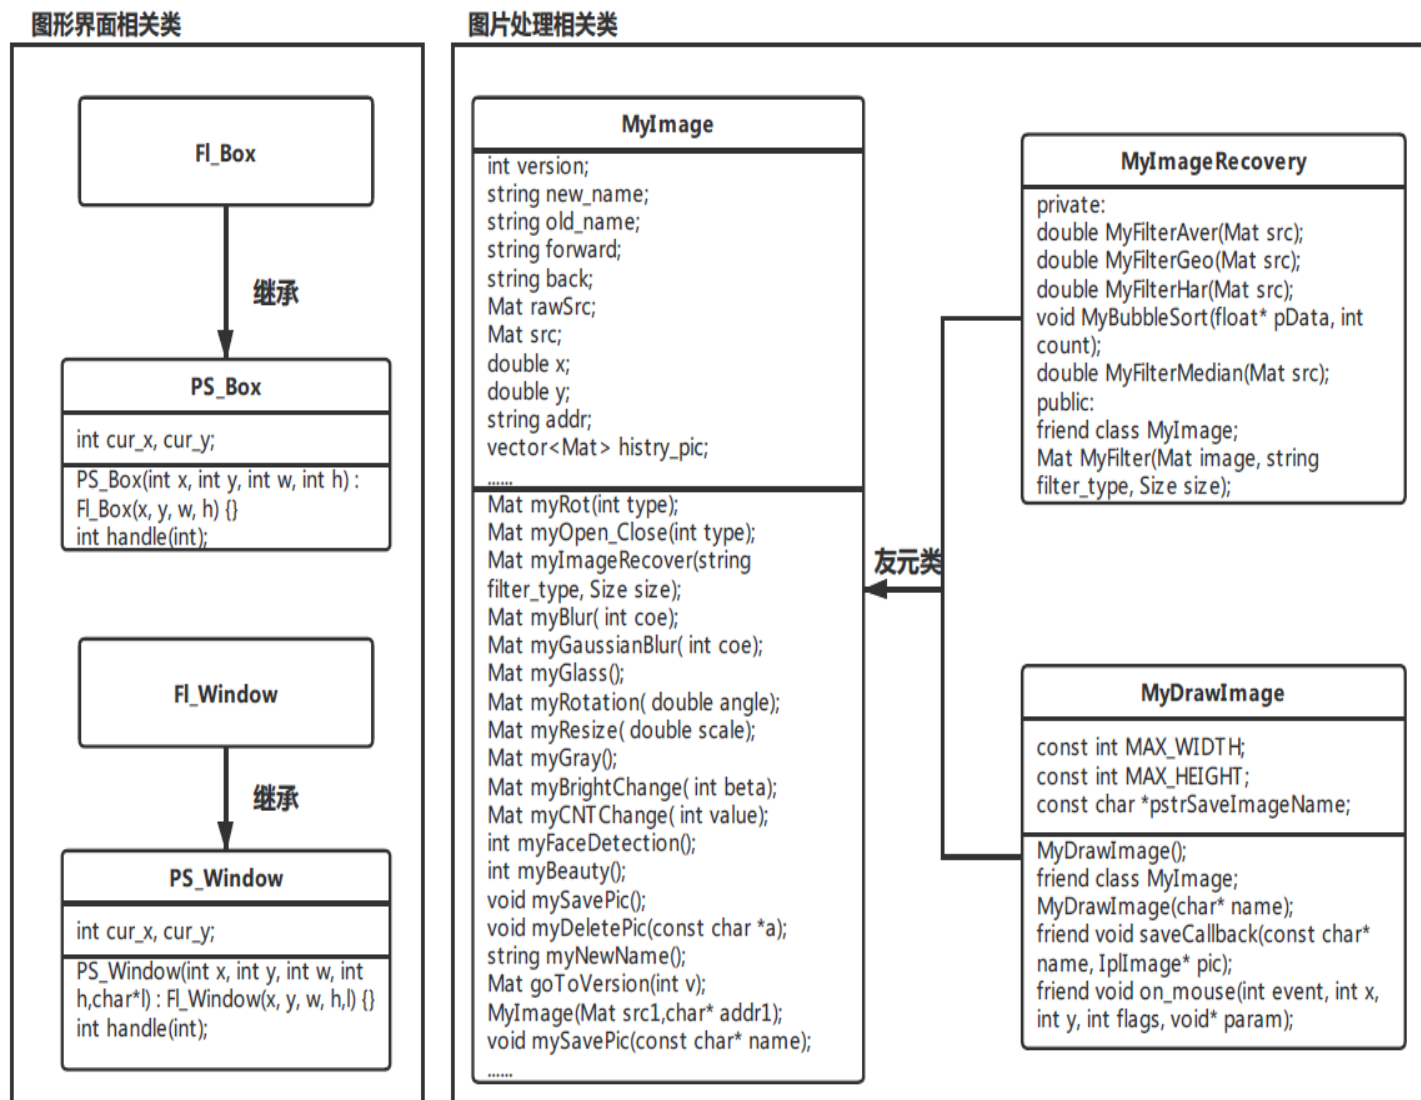 图形界面相关类
Fl_Box
继承
PS_Box
int cur_x, cur_y;
PS_Box(int x, int y, int w, int h) :
Fl_Box(x, y, w, h) {}
int handle(int);
Fl_Window
继承
PS_Window
int cur_x, cur_y;
PS_Window(int x, int y, int w, int
h,char*l) : Fl_Window(x, y, w, h,l) {}
int handle(int);
图片处理相关类
MyImage
int version;
string new_name;
string old_name;
string forward;
string back;
Mat rawSrc;
Mat src;
double x;
double y;
string addr;
vector<Mat> histry_pic;
......
Mat myRot(int type);
Mat myOpen_Close(int type);
Mat myImageRecover(string
filter_type, Size size);
Mat myBlur( int coe);
Mat myGaussianBlur( int coe);
Mat myGlass();
Mat myRotation( double angle);
Mat myResize( double scale);
Mat myGray();
Mat myBrightChange( int beta);
Mat myCNTChange( int value);
int myFaceDetection();
int myBeauty();
void mySavePic();
void myDeletePic(const char *a);
string myNewName();
Mat goToVersion(int v);
MyImage(Mat src1,char* addr1);
void mySavePic(const char* name);
......
友元类
MyImageRecovery
private:
double MyFilterAver(Mat src);
double MyFilterGeo(Mat src);
double MyFilterHar(Mat src);
void MyBubbleSort(float* pData, int
count);
double MyFilterMedian(Mat src);
public:
friend class MyImage;
Mat MyFilter(Mat image, string
filter_type, Size size);
MyDrawImage
const int MAX_WIDTH;
const int MAX_HEIGHT;
const char *pstrSaveImageName;
MyDrawImage();
friend class MyImage;
MyDrawImage(char* name);
friend void saveCallback(const char*
name, IplImage* pic);
friend void on_mouse(int event, int x,
int y, int flags, void* param);